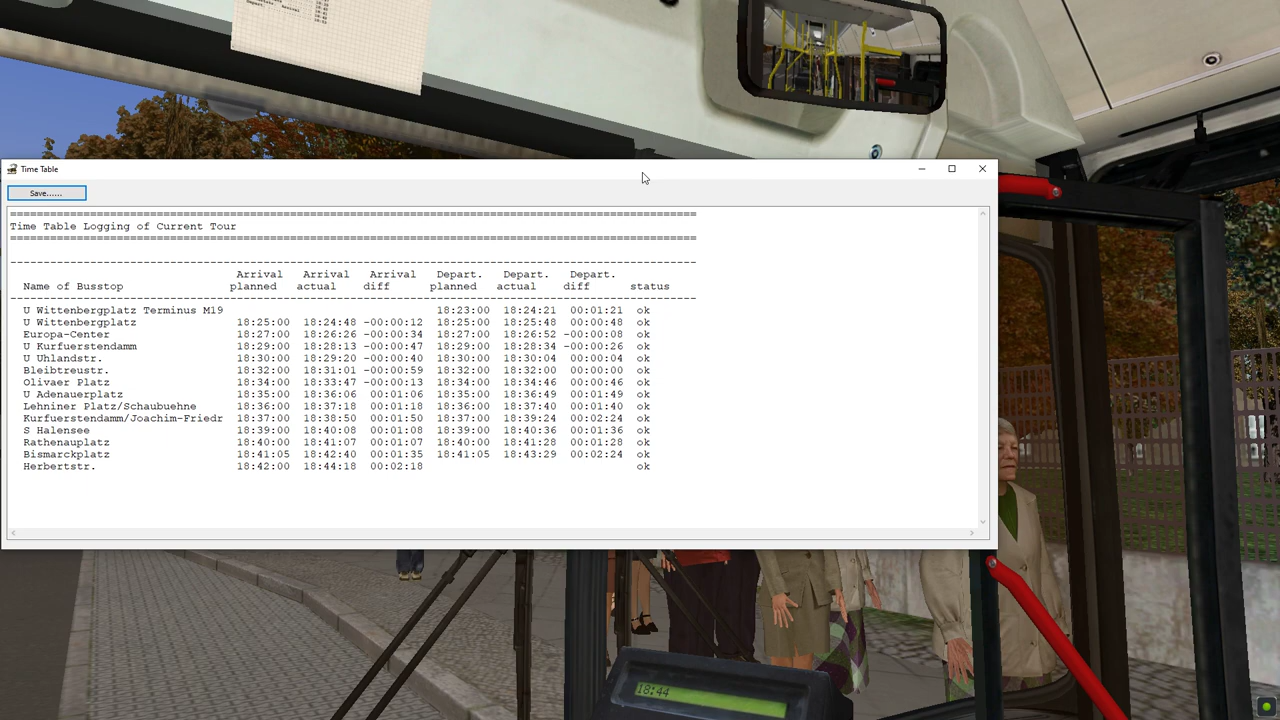 Time Table
Save......
================================================================================
Time Table Logging of Current Tour
================================================================================
Arrival Arrival Arrival Depart. Depart. Depart.
Name of Busstop planned actual diff planned actual diff status
U Wittenbergplatz Terminus M19 18:23:00 18:24:21 00:01:21 ok
U Wittenbergplatz 18:25:00 18:24:48 -00:00:12 18:25:00 18:25:48 00:00:48 ok
Europa-Center 18:27:00 18:26:26 -00:00:34 18:27:00 18:26:52 -00:00:08 ok
U Kurfuerstendamm 18:29:00 18:28:13 -00:00:47 18:29:00 18:28:34 -00:00:26 ok
U Uhlandstr. 18:30:00 18:29:20 -00:00:40 18:30:00 18:30:04 00:00:04 ok
Bleibtreustr. 18:32:00 18:31:01 -00:00:59 18:32:00 18:32:00 00:00:00 ok
Olivaer Platz 18:34:00 18:33:47 -00:00:13 18:34:00 18:34:46 00:00:46 ok
U Adenauerplatz 18:35:00 18:36:06 00:01:06 18:35:00 18:36:49 00:01:49 ok
Lehniner Platz/Schaubuehne 18:36:00 18:37:18 00:01:18 18:36:00 18:37:40 00:01:40 ok
Kurfuerstendamm/Joachim-Friedr 18:37:00 18:38:50 00:01:50 18:37:00 18:39:24 00:02:24 ok
S Halensee 18:39:00 18:40:08 00:01:08 18:39:00 18:40:36 00:01:36 ok
Rathenauplatz 18:40:00 18:41:07 00:01:07 18:40:00 18:41:28 00:01:28 ok
Bismarckplatz 18:41:05 18:42:40 00:01:35 18:41:05 18:43:29 00:02:24 ok
Herbertstr. 18:42:00 18:44:18 00:02:18 ok
18:44